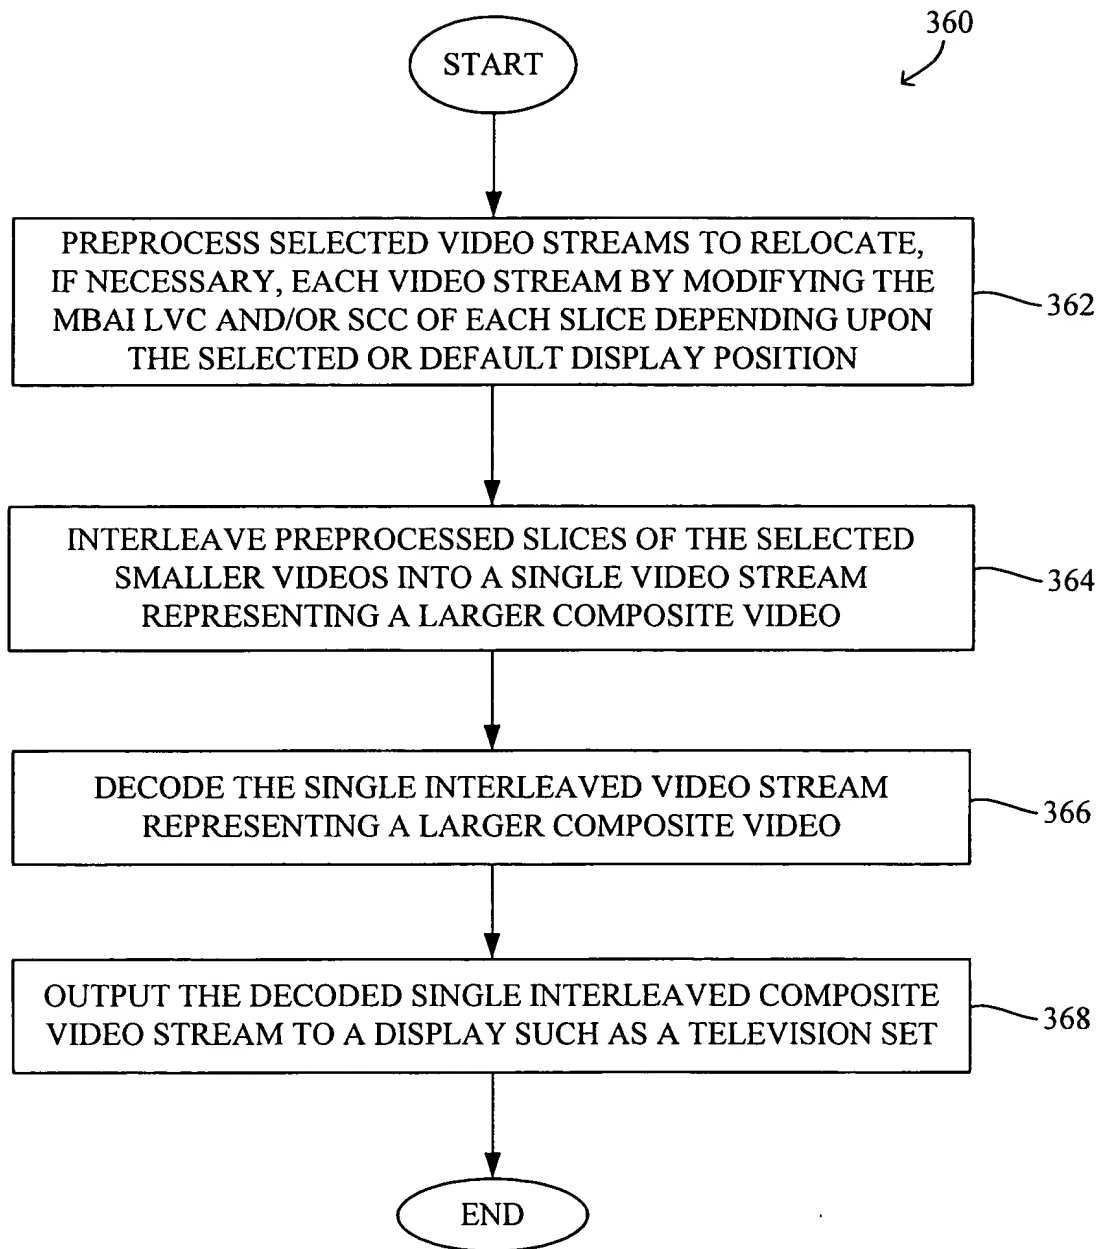 360
START
PREPROCESS SELECTED VIDEO STREAMS TO RELOCATE,
IF NECESSARY, EACH VIDEO STREAM BY MODIFYING THE
MBAI LVC AND/OR SCC OF EACH SLICE DEPENDING UPON
THE SELECTED OR DEFAULT DISPLAY POSITION
362
INTERLEAVE PREPROCESSED SLICES OF THE SELECTED
SMALLER VIDEOS INTO A SINGLE VIDEO STREAM
REPRESENTING A LARGER COMPOSITE VIDEO
364
DECODE THE SINGLE INTERLEAVED VIDEO STREAM
REPRESENTING A LARGER COMPOSITE VIDEO
366
OUTPUT THE DECODED SINGLE INTERLEAVED COMPOSITE
VIDEO STREAM TO A DISPLAY SUCH AS A TELEVISION SET
368
END